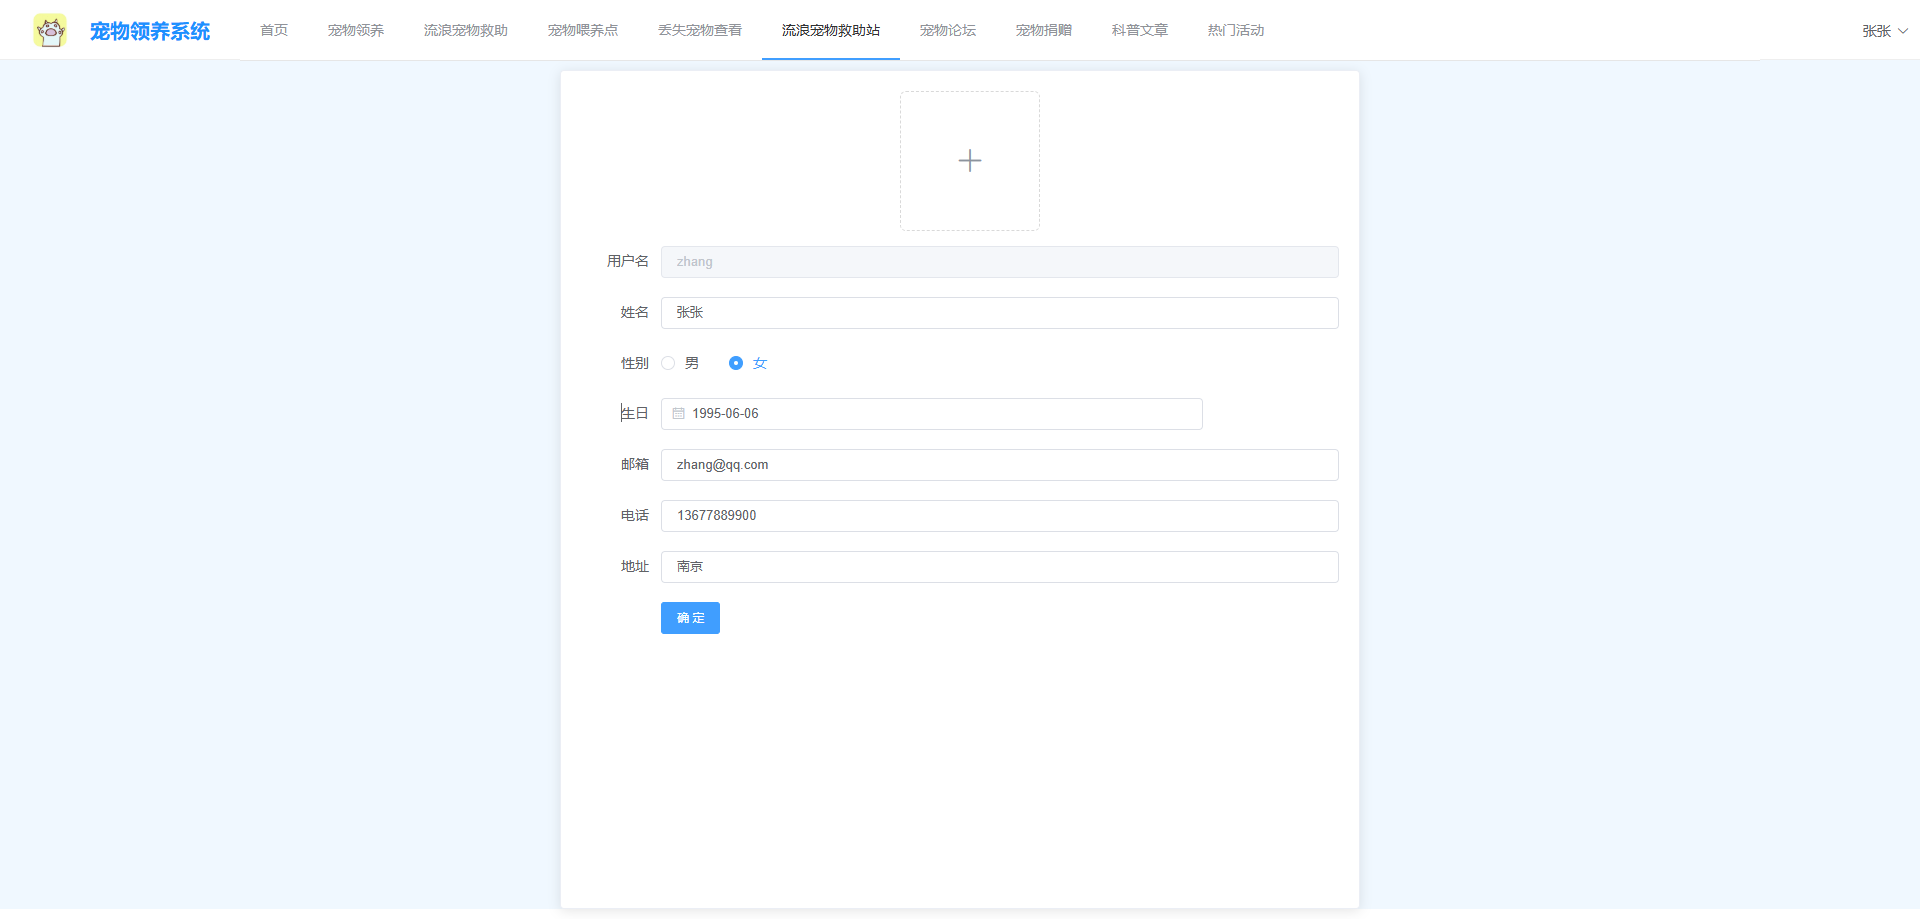 宠物领养系统 首页 宠物领养 流浪宠物救助 宠物喂养点 丢失宠物查看 流浪宠物救助站 宠物论坛 宠物捐赠 科普文章 热门活动 张张
用户名 zhang
姓名 张张
性别 男 女
生日 1995-06-06
邮箱 zhang@qq.com
电话 13677889900
地址 南京
确定